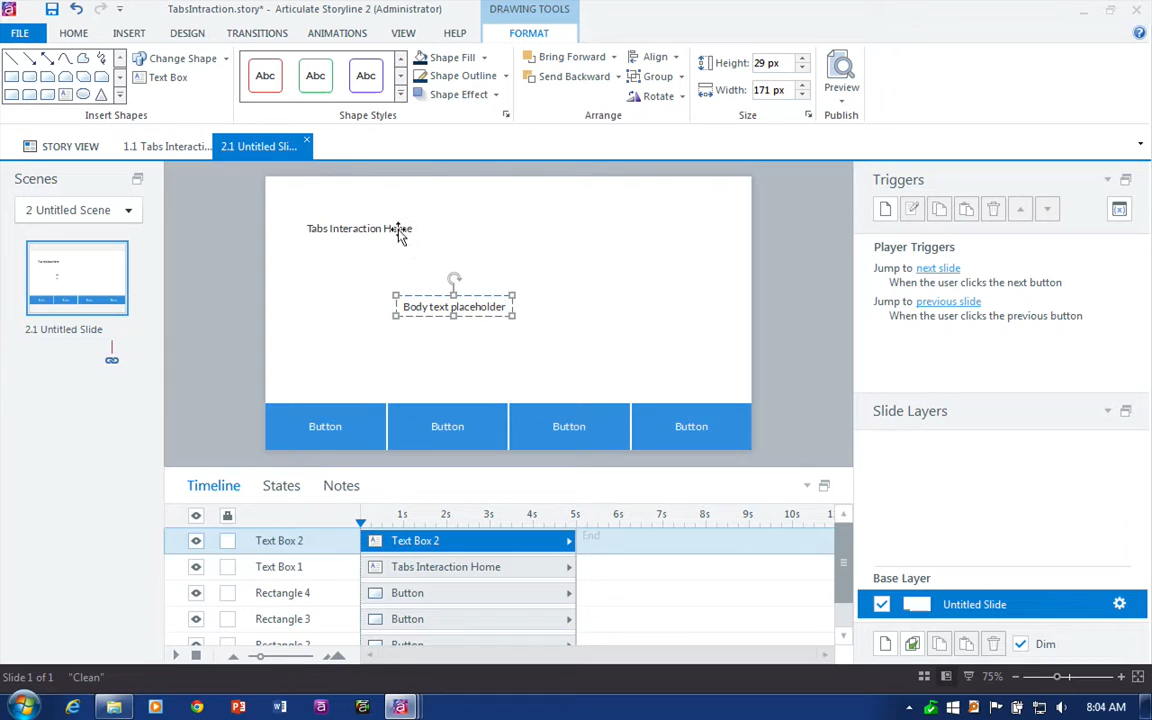 TabsIntraction.story* - Articulate Storyline 2 (Administrator)
DRAWING TOOLS
FILE HOME INSERT DESIGN TRANSITIONS ANIMATIONS VIEW HELP FORMAT
Change Shape
Text Box
Insert Shapes
Abc Abc Abc
Shape Fill
Shape Outline
Shape Effect
Shape Styles
Bring Forward
Send Backward
Align
Group
Rotate
Arrange
Height: 29 px
Width: 171 px
Size
Preview
Publish
STORY VIEW
1.1 Tabs Interacti...
2.1 Untitled Sli...
Scenes
2 Untitled Scene
2.1 Untitled Slide
Tabs Interaction Home
Body text placeholder
Button Button Button Button
Triggers
Player Triggers
Jump to next slide
When the user clicks the next button
Jump to previous slide
When the user clicks the previous button
Slide Layers
Base Layer
Untitled Slide
Dim
Timeline States Notes
1s 2s 3s 4s 5s 6s 7s 8s 9s 10s 1
End
Text Box 2 Text Box 2
Text Box 1 Tabs Interaction Home
Rectangle 4 Button
Rectangle 3 Button
Rectangle 2 Button
Slide 1 of 1 "Clean"
75%
8:04 AM